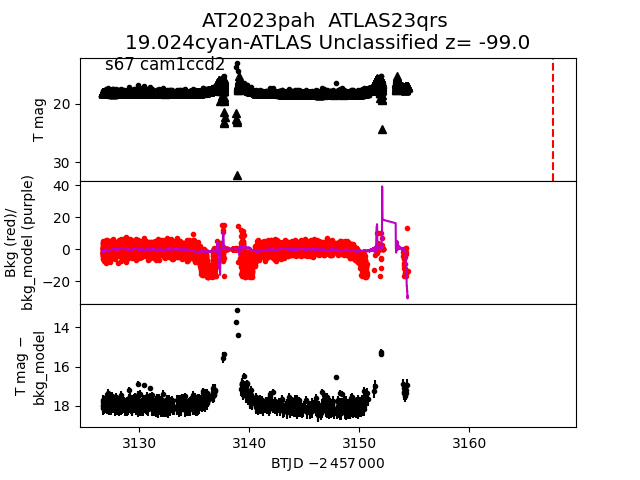 AT2023pah  ATLAS23qrs
19.024cyan-ATLAS Unclassified z= -99.0
s67 cam1ccd2
T mag
20
30
Bkg (red)/
bkg_model (purple)
40
20
0
−20
T mag −
bkg_model
14
16
18
3130
3140
3150
3160
BTJD −2 457 000